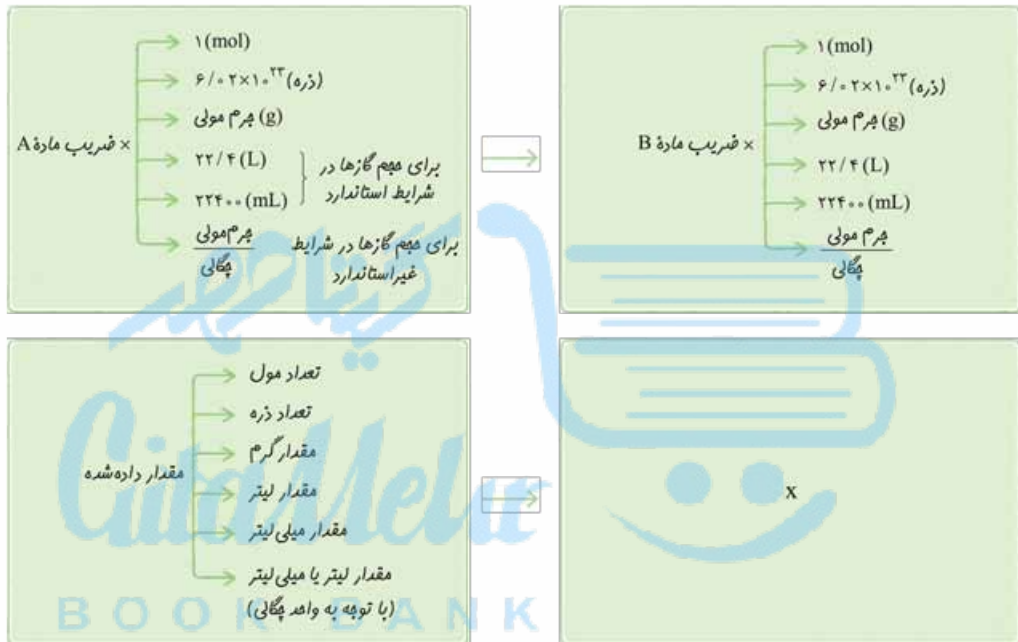 ضریب مادهٔ A ×
۱(mol)
۶/۰۲×۱۰^۲۳ (ذره)
جرم مولی (g)
۲۲/۴(L)
۲۲۴۰۰(mL)
برای حجم گازها در
شرایط استاندارد
جرم مولی
چگالی
برای حجم گازها در شرایط
غیراستاندارد
ضریب مادهٔ B ×
۱(mol)
۶/۰۲×۱۰^۲۳ (ذره)
جرم مولی (g)
۲۲/۴(L)
۲۲۴۰۰(mL)
جرم مولی
چگالی
مقدار داده‌شده
تعداد مول
تعداد ذره
مقدار گرم
مقدار لیتر
مقدار میلی‌لیتر
مقدار لیتر یا میلی‌لیتر
(با توجه به واحد چگالی)
X
گیتا مهر
GitaMehr
BOOK BANK